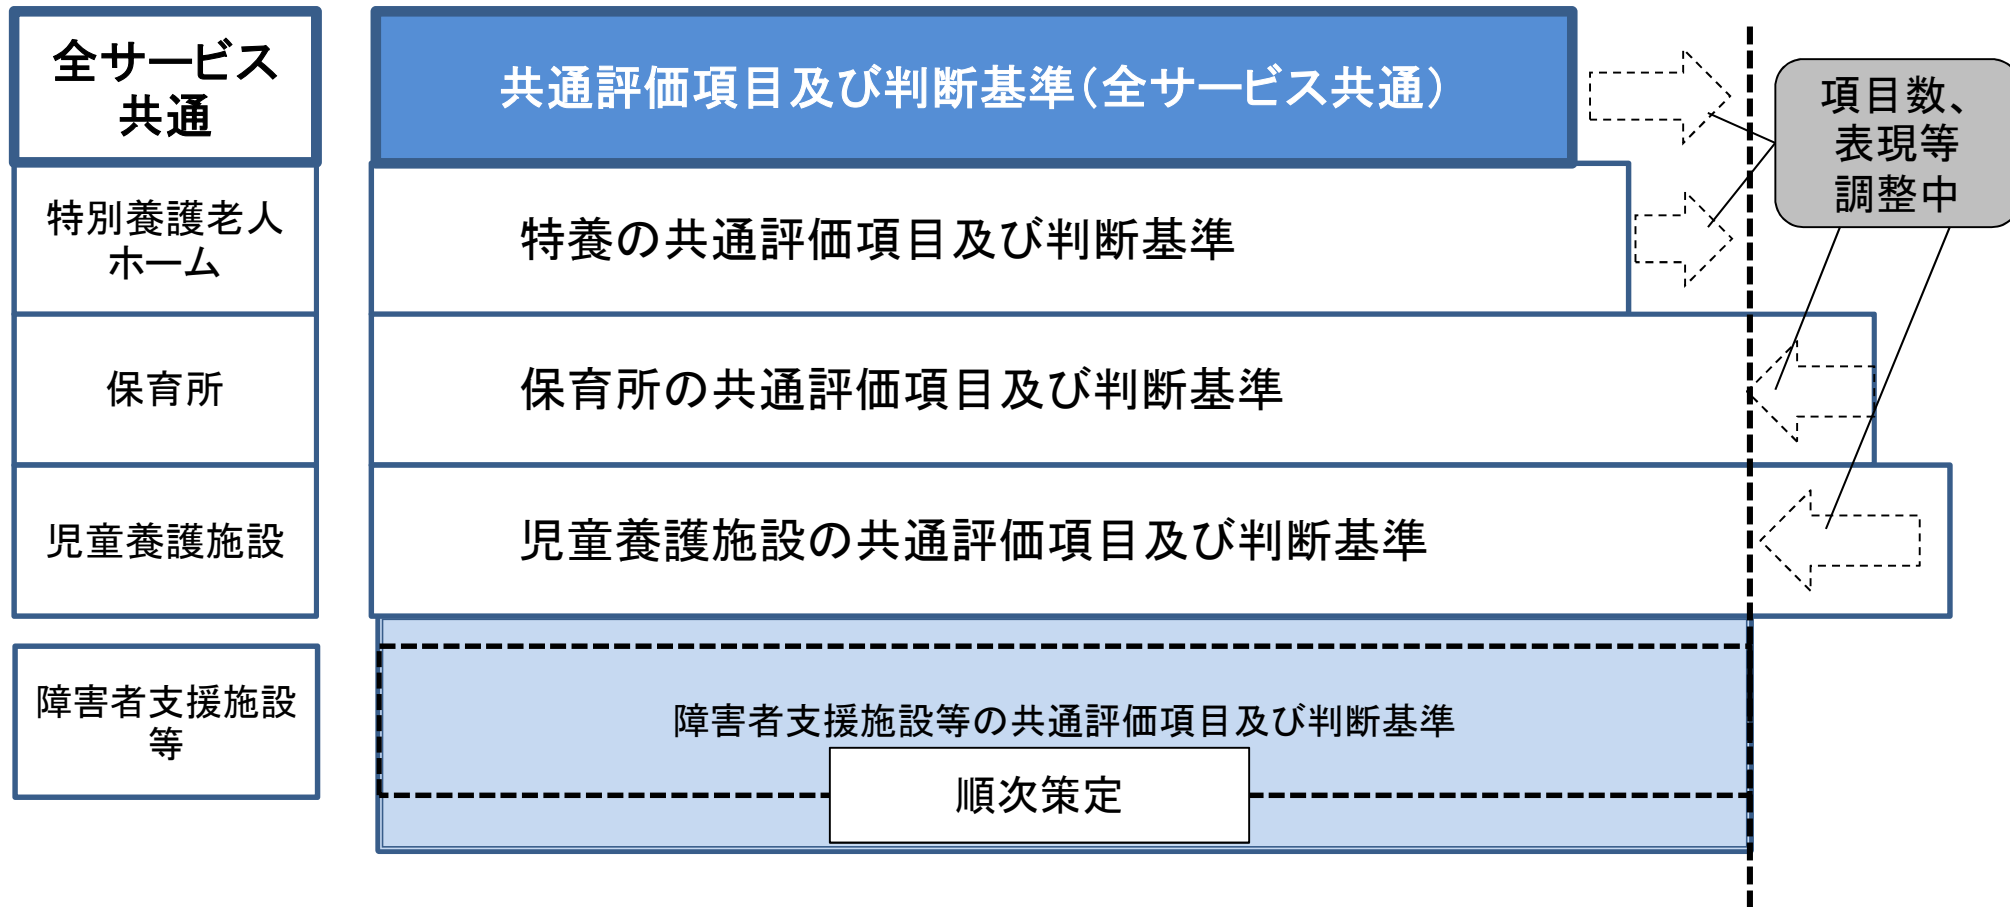 全サービス
共通
共通評価項目及び判断基準(全サービス共通)
項目数、
表現等
調整中
特別養護老人
ホーム
特養の共通評価項目及び判断基準
保育所
保育所の共通評価項目及び判断基準
児童養護施設
児童養護施設の共通評価項目及び判断基準
障害者支援施設
等
障害者支援施設等の共通評価項目及び判断基準
順次策定